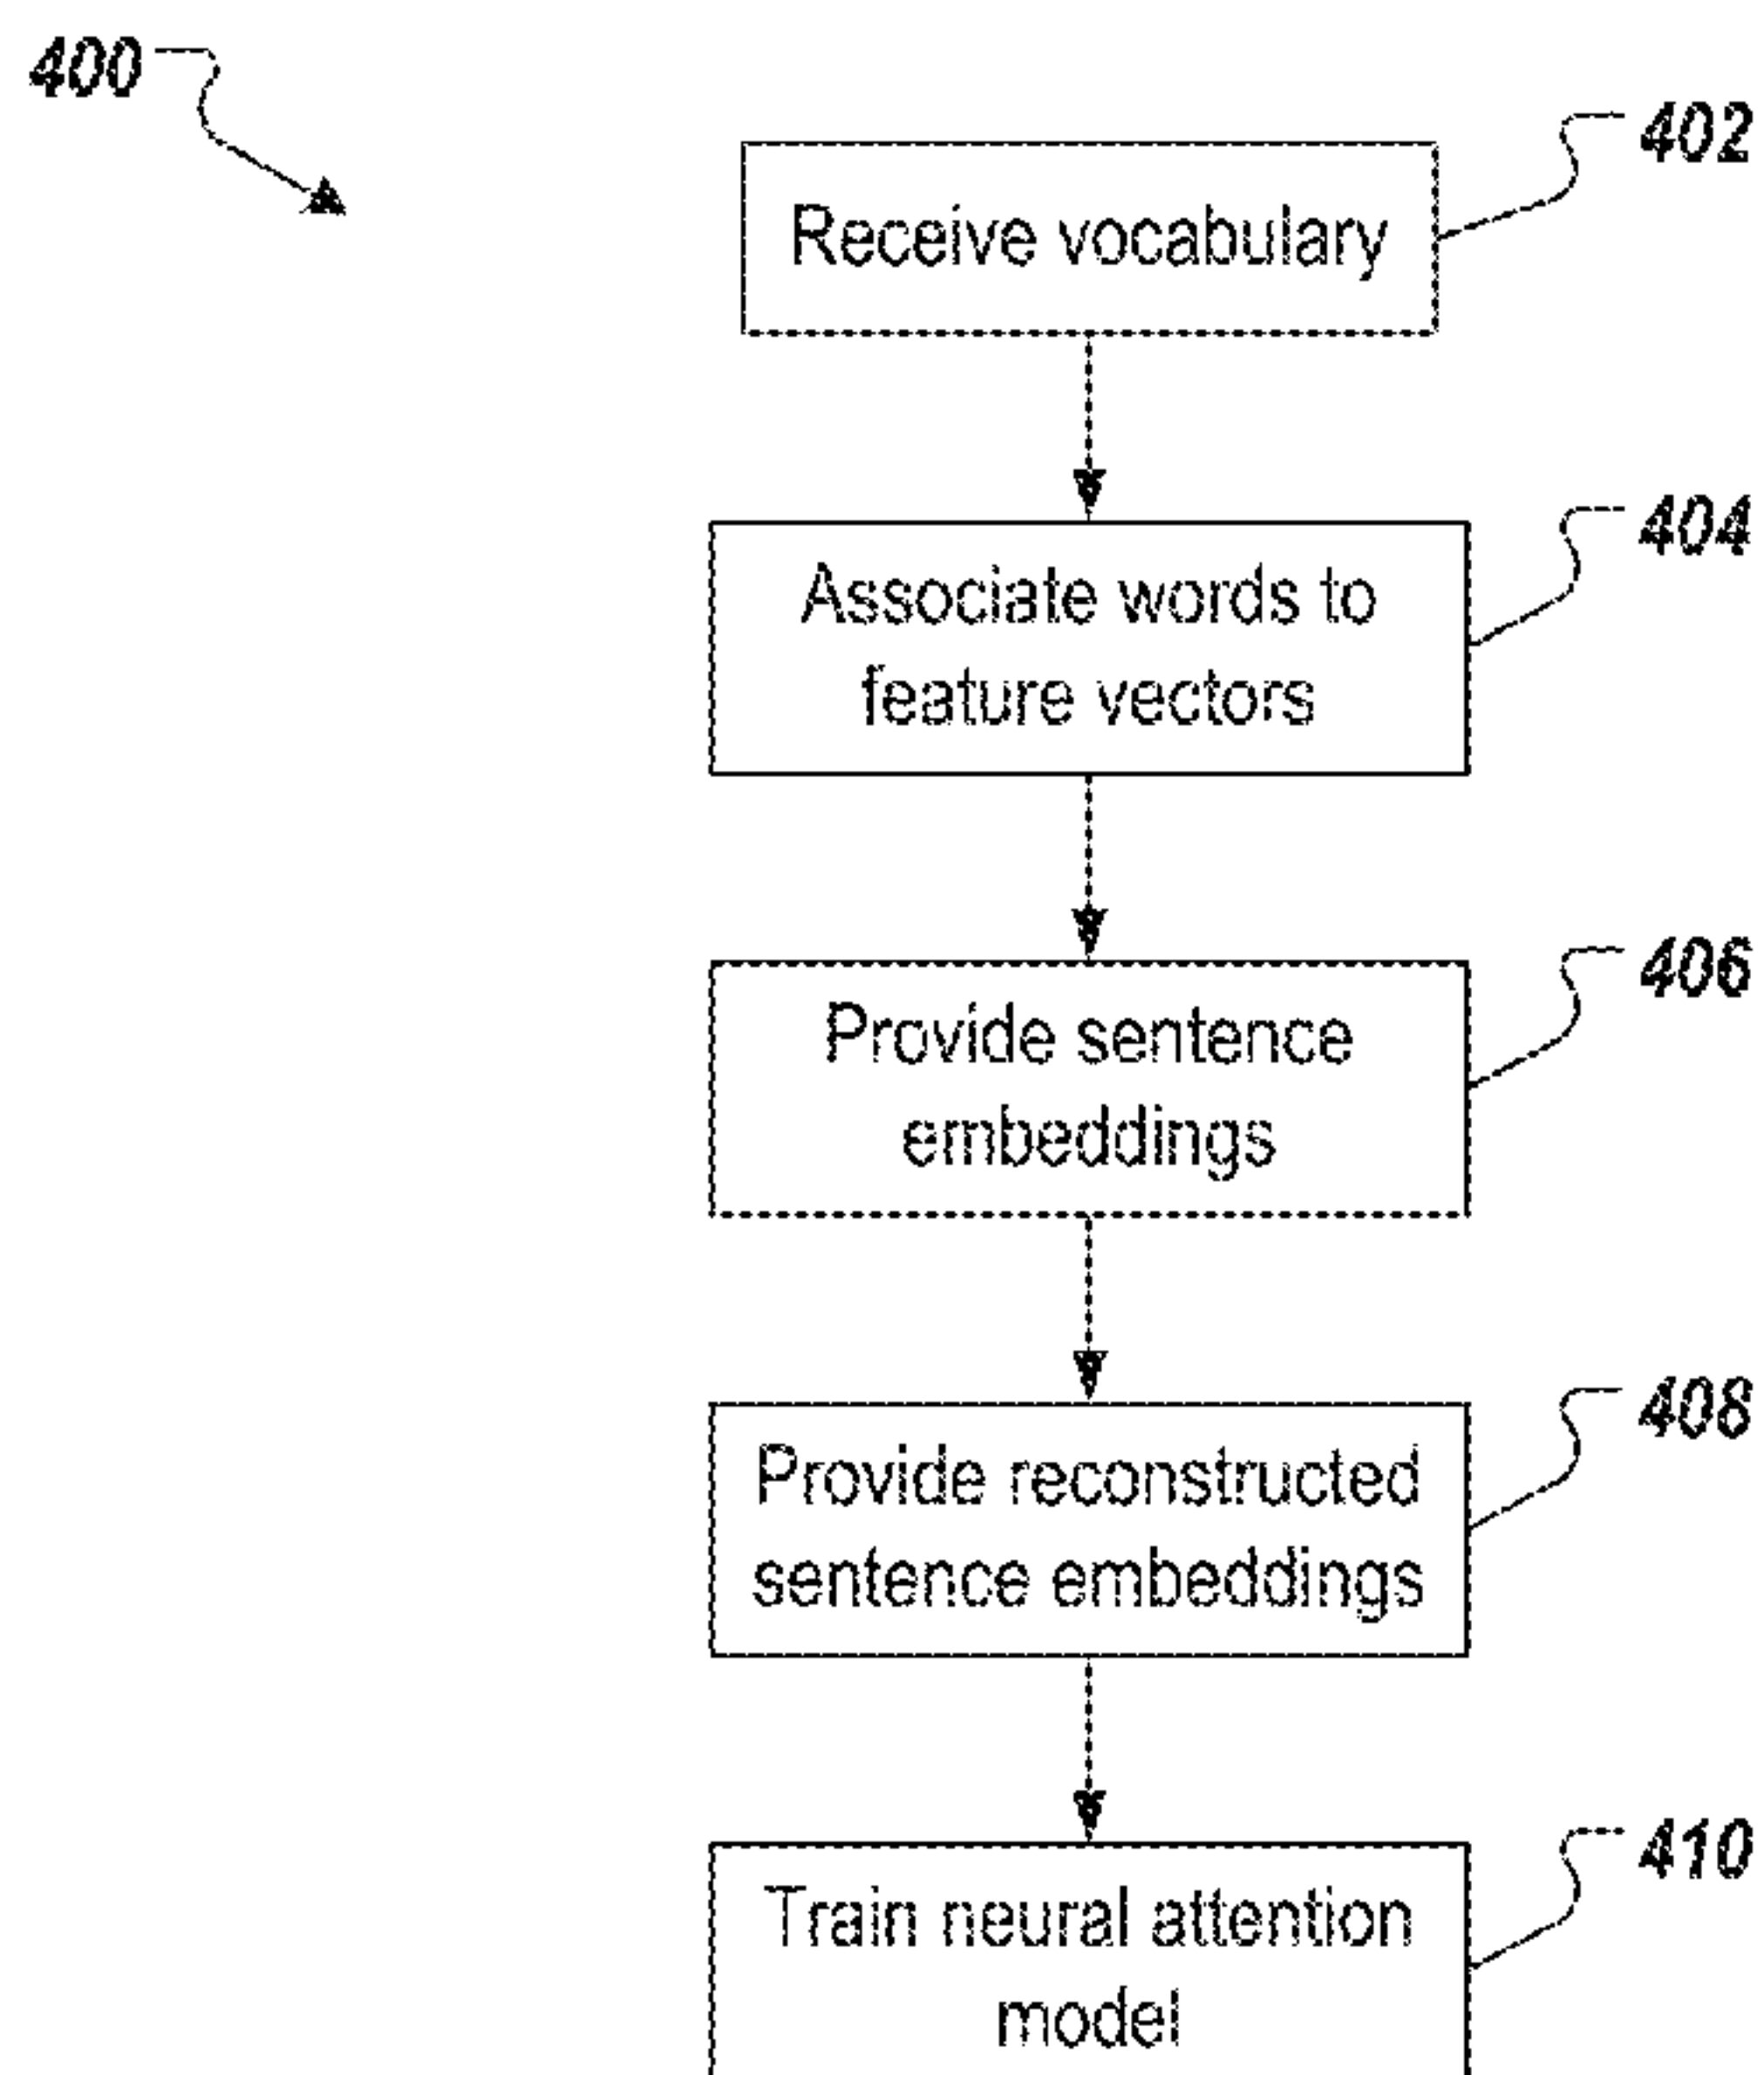 400
402
Receive vocabulary
404
Associate words to
feature vectors
406
Provide sentence
embeddings
408
Provide reconstructed
sentence embeddings
410
Train neural attention
model